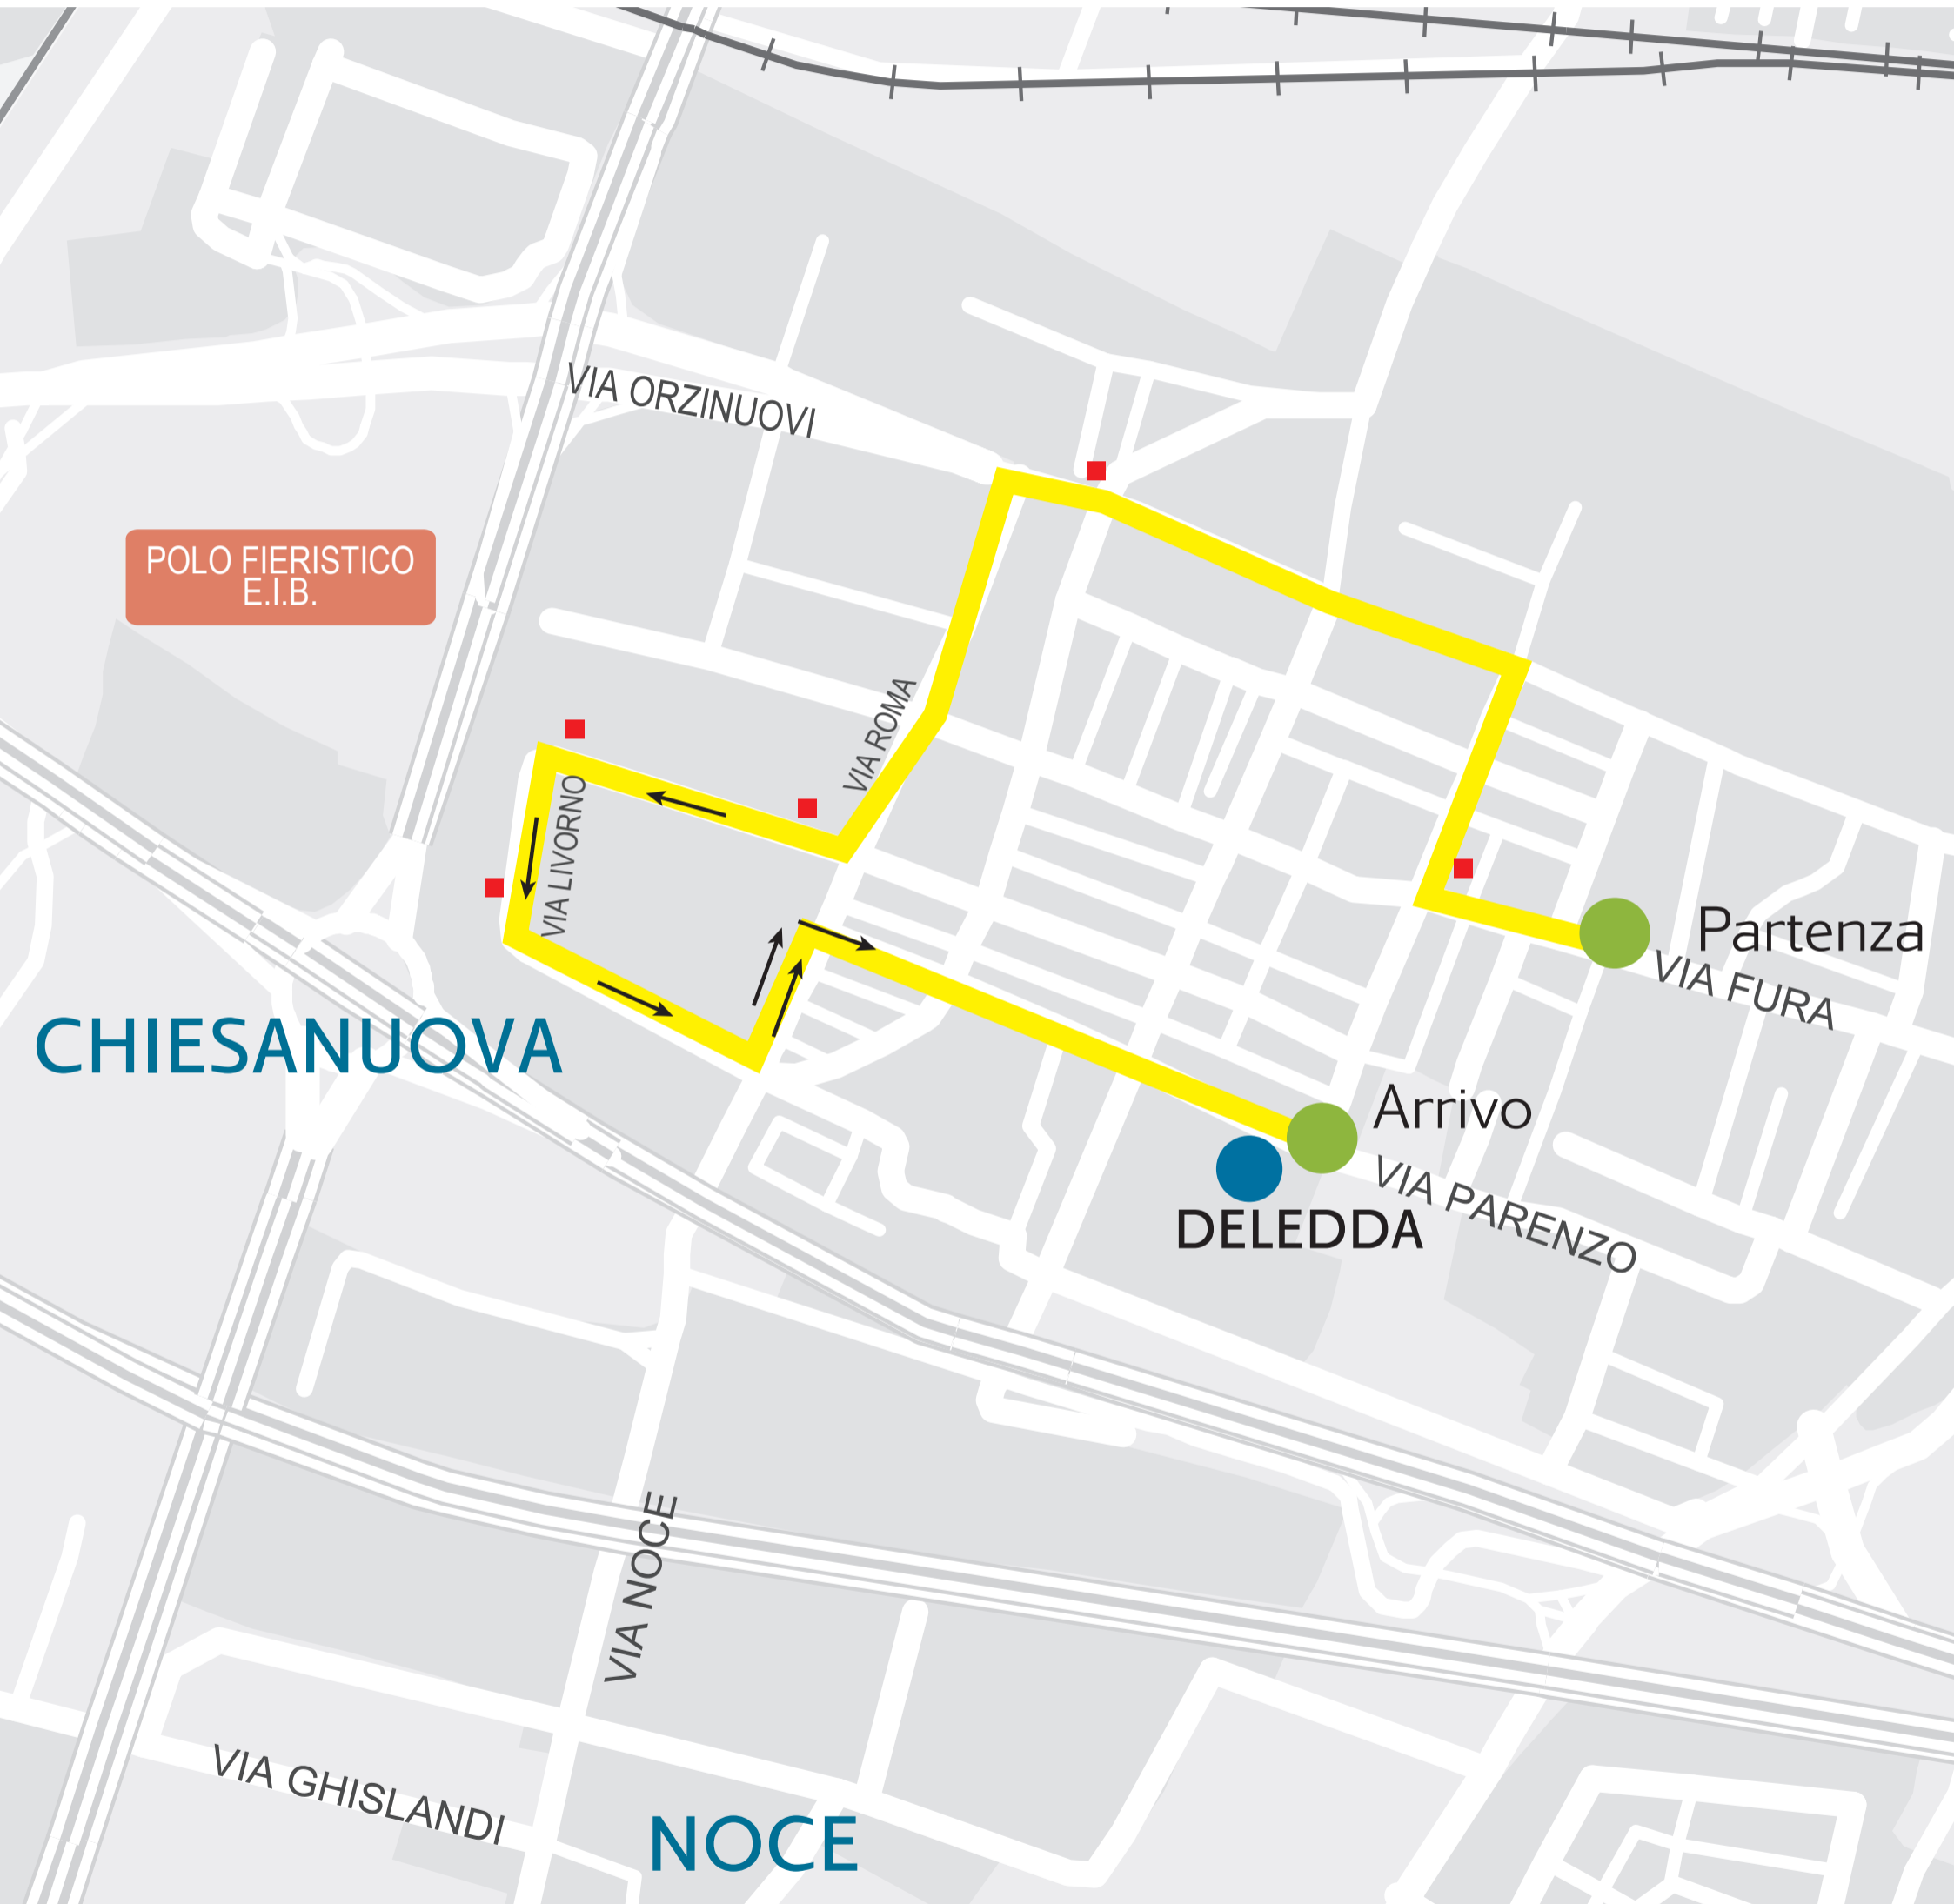 VIA ORZINUOVI
POLO FIERISTICO
E.I.B.
VIA ROMA
VIA LIVORNO
Partenza
VIA FURA
CHIESANUOVA
Arrivo
VIA PARENZO
DELEDDA
VIA NOCE
VIA GHISLANDI
NOCE